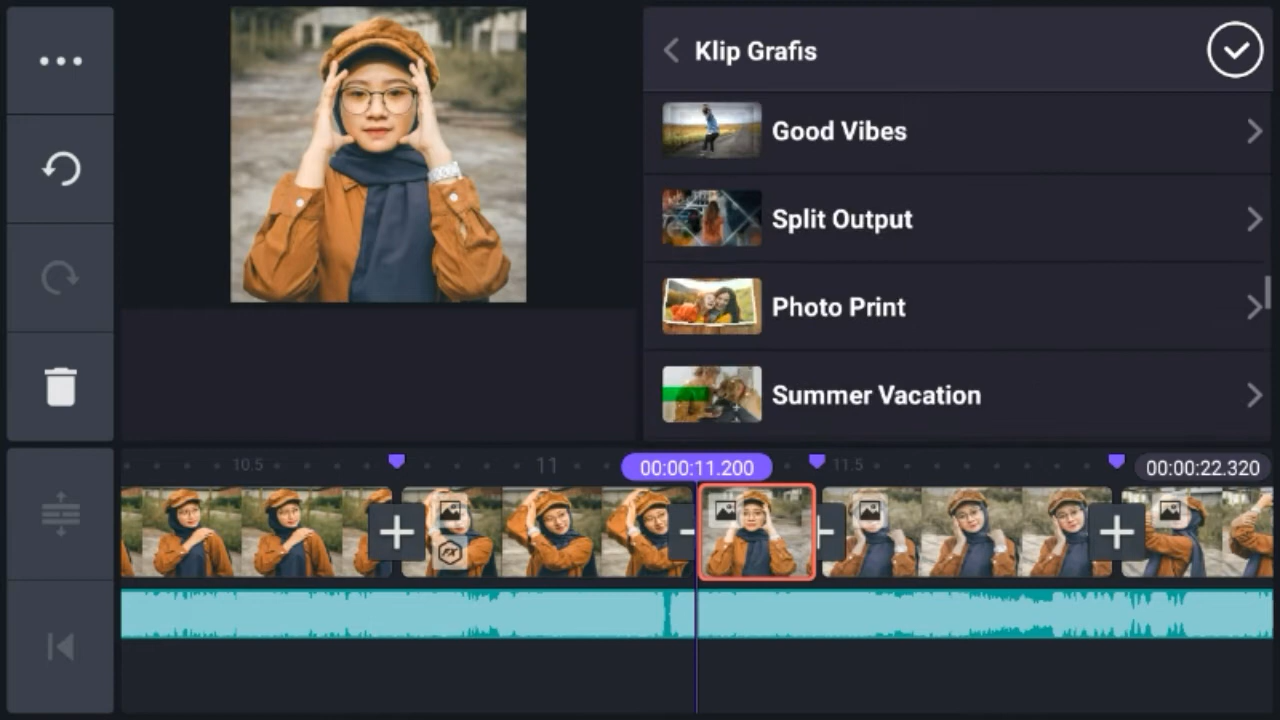 Klip Grafis
Good Vibes
Split Output
Photo Print
Summer Vacation
10.5
11
00:00:11.200
11.5
00:00:22.320
FX